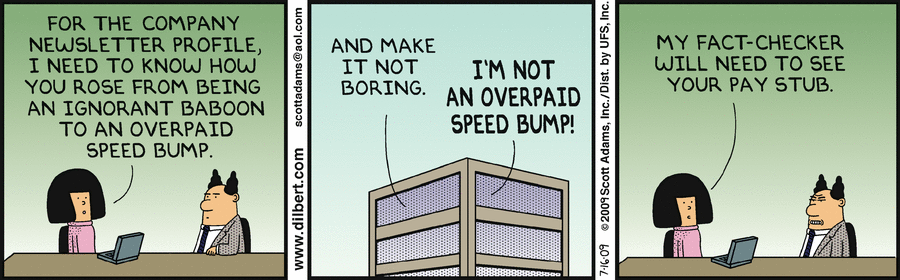 FOR THE COMPANY
NEWSLETTER PROFILE,
I NEED TO KNOW HOW
YOU ROSE FROM BEING
AN IGNORANT BABOON
TO AN OVERPAID
SPEED BUMP.
www.dilbert.com scottadams@aol.com
AND MAKE
IT NOT
BORING.
I'M NOT
AN OVERPAID
SPEED BUMP!
7-16-09 ©2009 Scott Adams, Inc./Dist. by UFS, Inc.
MY FACT-CHECKER
WILL NEED TO SEE
YOUR PAY STUB.